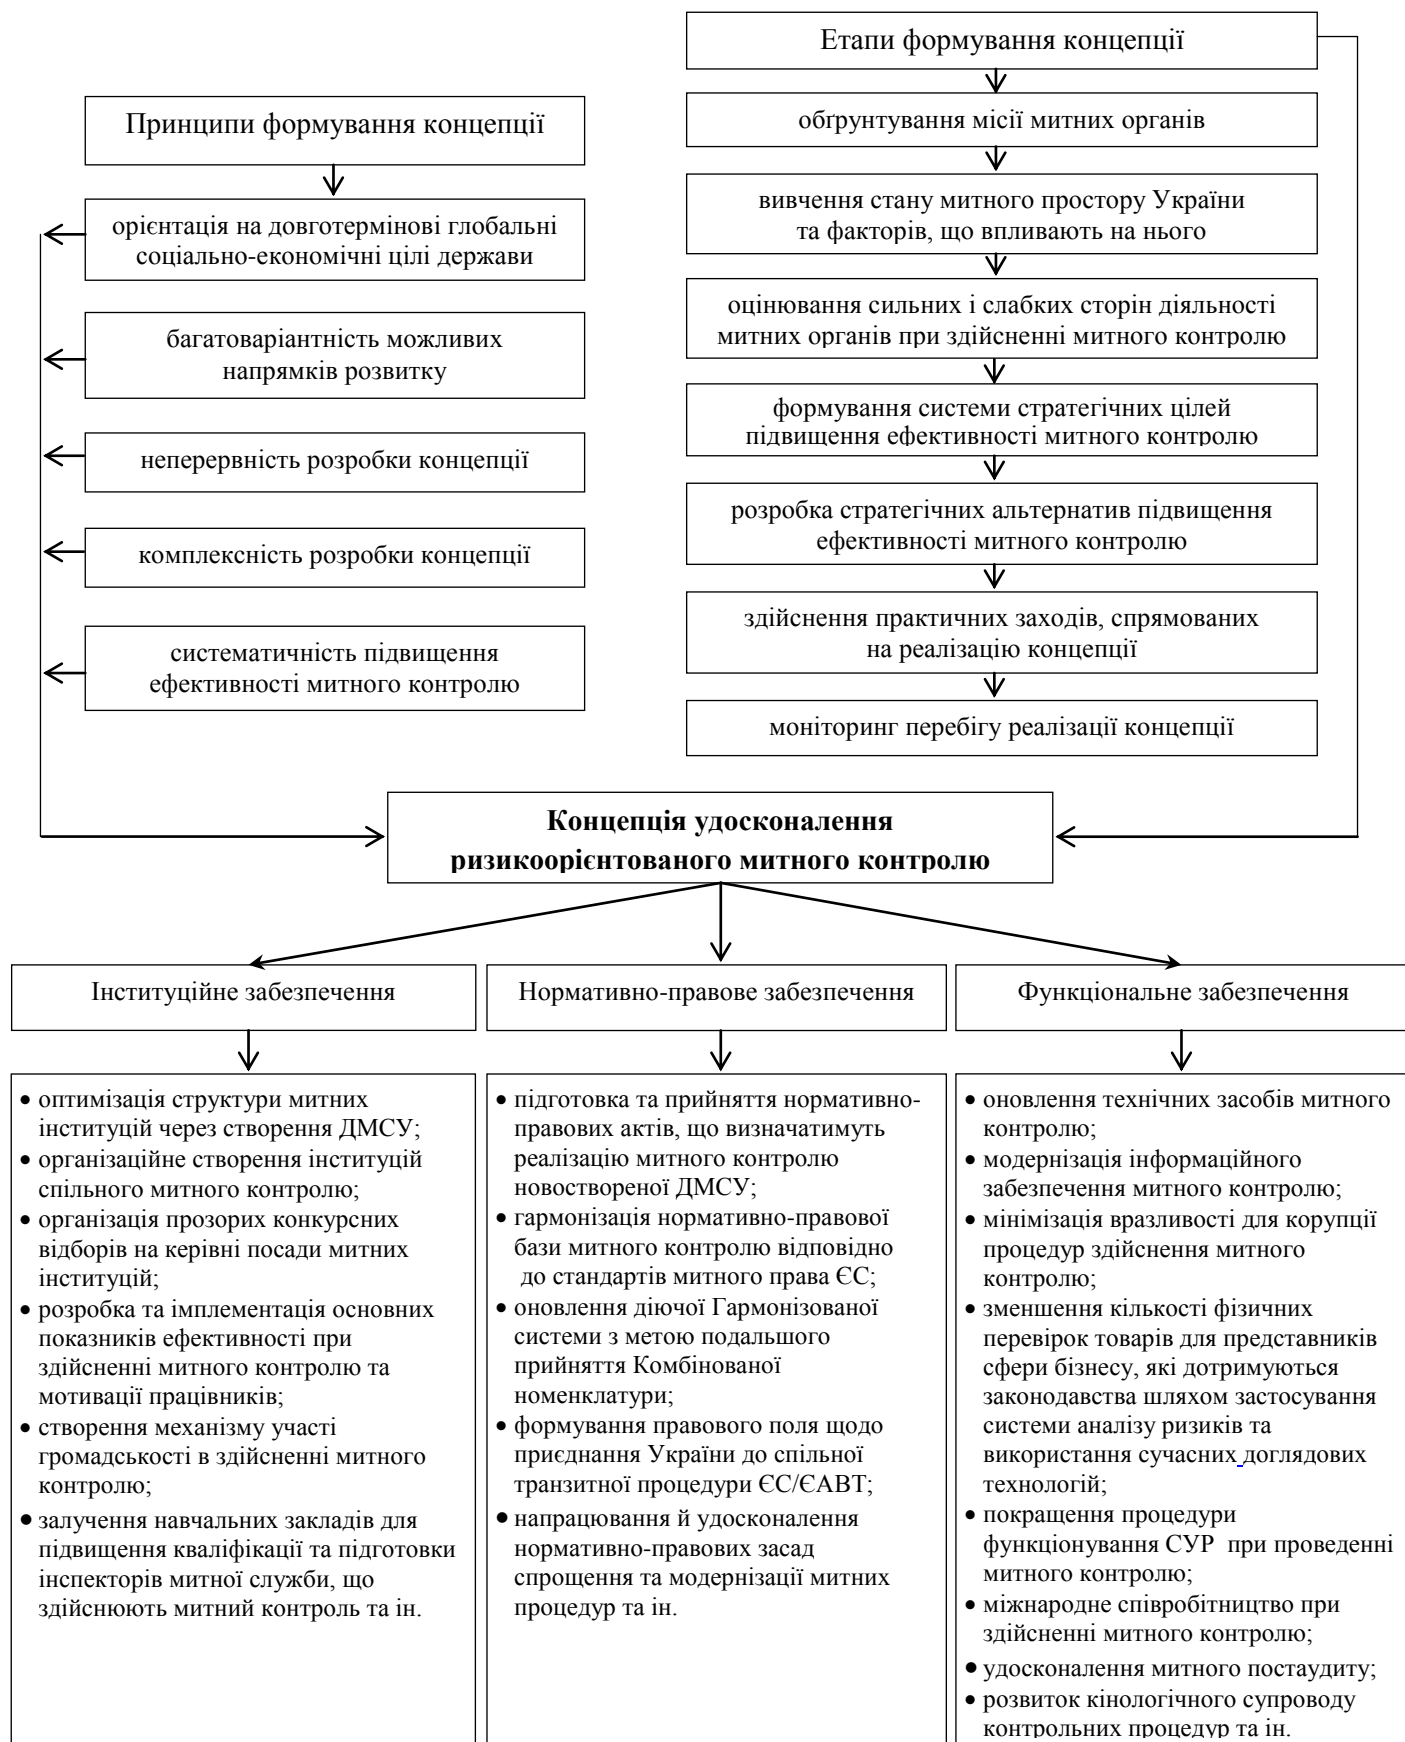 Етапи формування концепції
Принципи формування концепції
обґрунтування місії митних органів
вивчення стану митного простору України
та факторів, що впливають на нього
орієнтація на довготермінові глобальні
соціально-економічні цілі держави
оцінювання сильних і слабких сторін діяльності
митних органів при здійсненні митного контролю
багатоваріантність можливих
напрямків розвитку
формування системи стратегічних цілей
підвищення ефективності митного контролю
неперервність розробки концепції
розробка стратегічних альтернатив підвищення
ефективності митного контролю
комплексність розробки концепції
здійснення практичних заходів, спрямованих
на реалізацію концепції
систематичність підвищення
ефективності митного контролю
моніторинг перебігу реалізації концепції
Концепція удосконалення
ризикоорієнтованого митного контролю
Інституційне забезпечення
Нормативно-правове забезпечення
Функціональне забезпечення
• оптимізація структури митних
інституцій через створення ДМСУ;
• організаційне створення інституцій
спільного митного контролю;
• організація прозорих конкурсних
відборів на керівні посади митних
інституцій;
• розробка та імплементація основних
показників ефективності при
здійсненні митного контролю та
мотивації працівників;
• створення механізму участі
громадськості в здійсненні митного
контролю;
• залучення навчальних закладів для
підвищення кваліфікації та підготовки
інспекторів митної служби, що
здійснюють митний контроль та ін.
• підготовка та прийняття нормативно-
правових актів, що визначатимуть
реалізацію митного контролю
новоствореної ДМСУ;
• гармонізація нормативно-правової
бази митного контролю відповідно
до стандартів митного права ЄС;
• оновлення діючої Гармонізованої
системи з метою подальшого
прийняття Комбінованої
номенклатури;
• формування правового поля щодо
приєднання України до спільної
транзитної процедури ЄС/ЄАВТ;
• напрацювання й удосконалення
нормативно-правових засад
спрощення та модернізації митних
процедур та ін.
• оновлення технічних засобів митного
контролю;
• модернізація інформаційного
забезпечення митного контролю;
• мінімізація вразливості для корупції
процедур здійснення митного
контролю;
• зменшення кількості фізичних
перевірок товарів для представників
сфери бізнесу, які дотримуються
законодавства шляхом застосування
системи аналізу ризиків та
використання сучасних доглядових
технологій;
• покращення процедури
функціонування СУР при проведенні
митного контролю;
• міжнародне співробітництво при
здійсненні митного контролю;
• удосконалення митного постаудиту;
• розвиток кінологічного супроводу
контрольних процедур та ін.